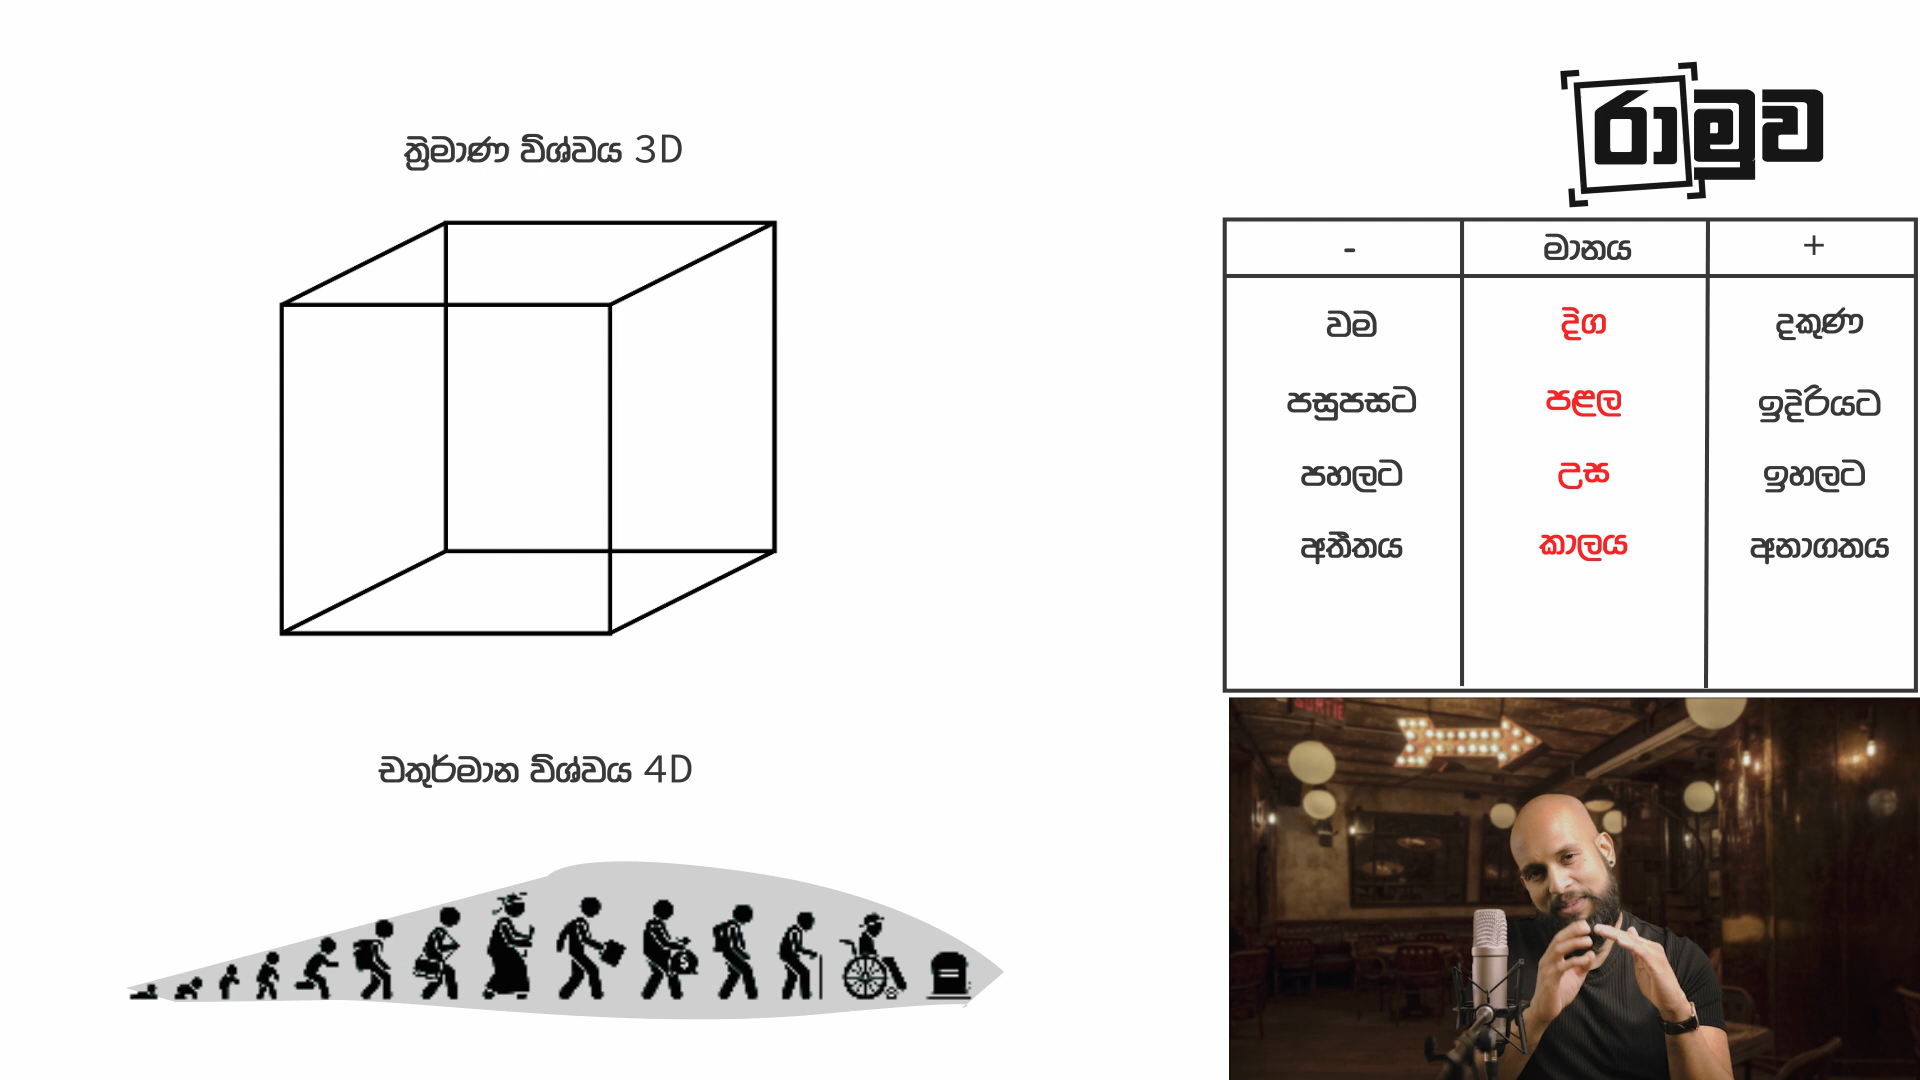 රාමුව
ත්‍රිමාණ විශ්වය 3D
- මානය +
වම දිග දකුණ
පසුපසට පළල ඉදිරියට
පහලට උස ඉහලට
අතීතය කාලය අනාගතය
චතුර්මාන විශ්වය 4D
SORTIE